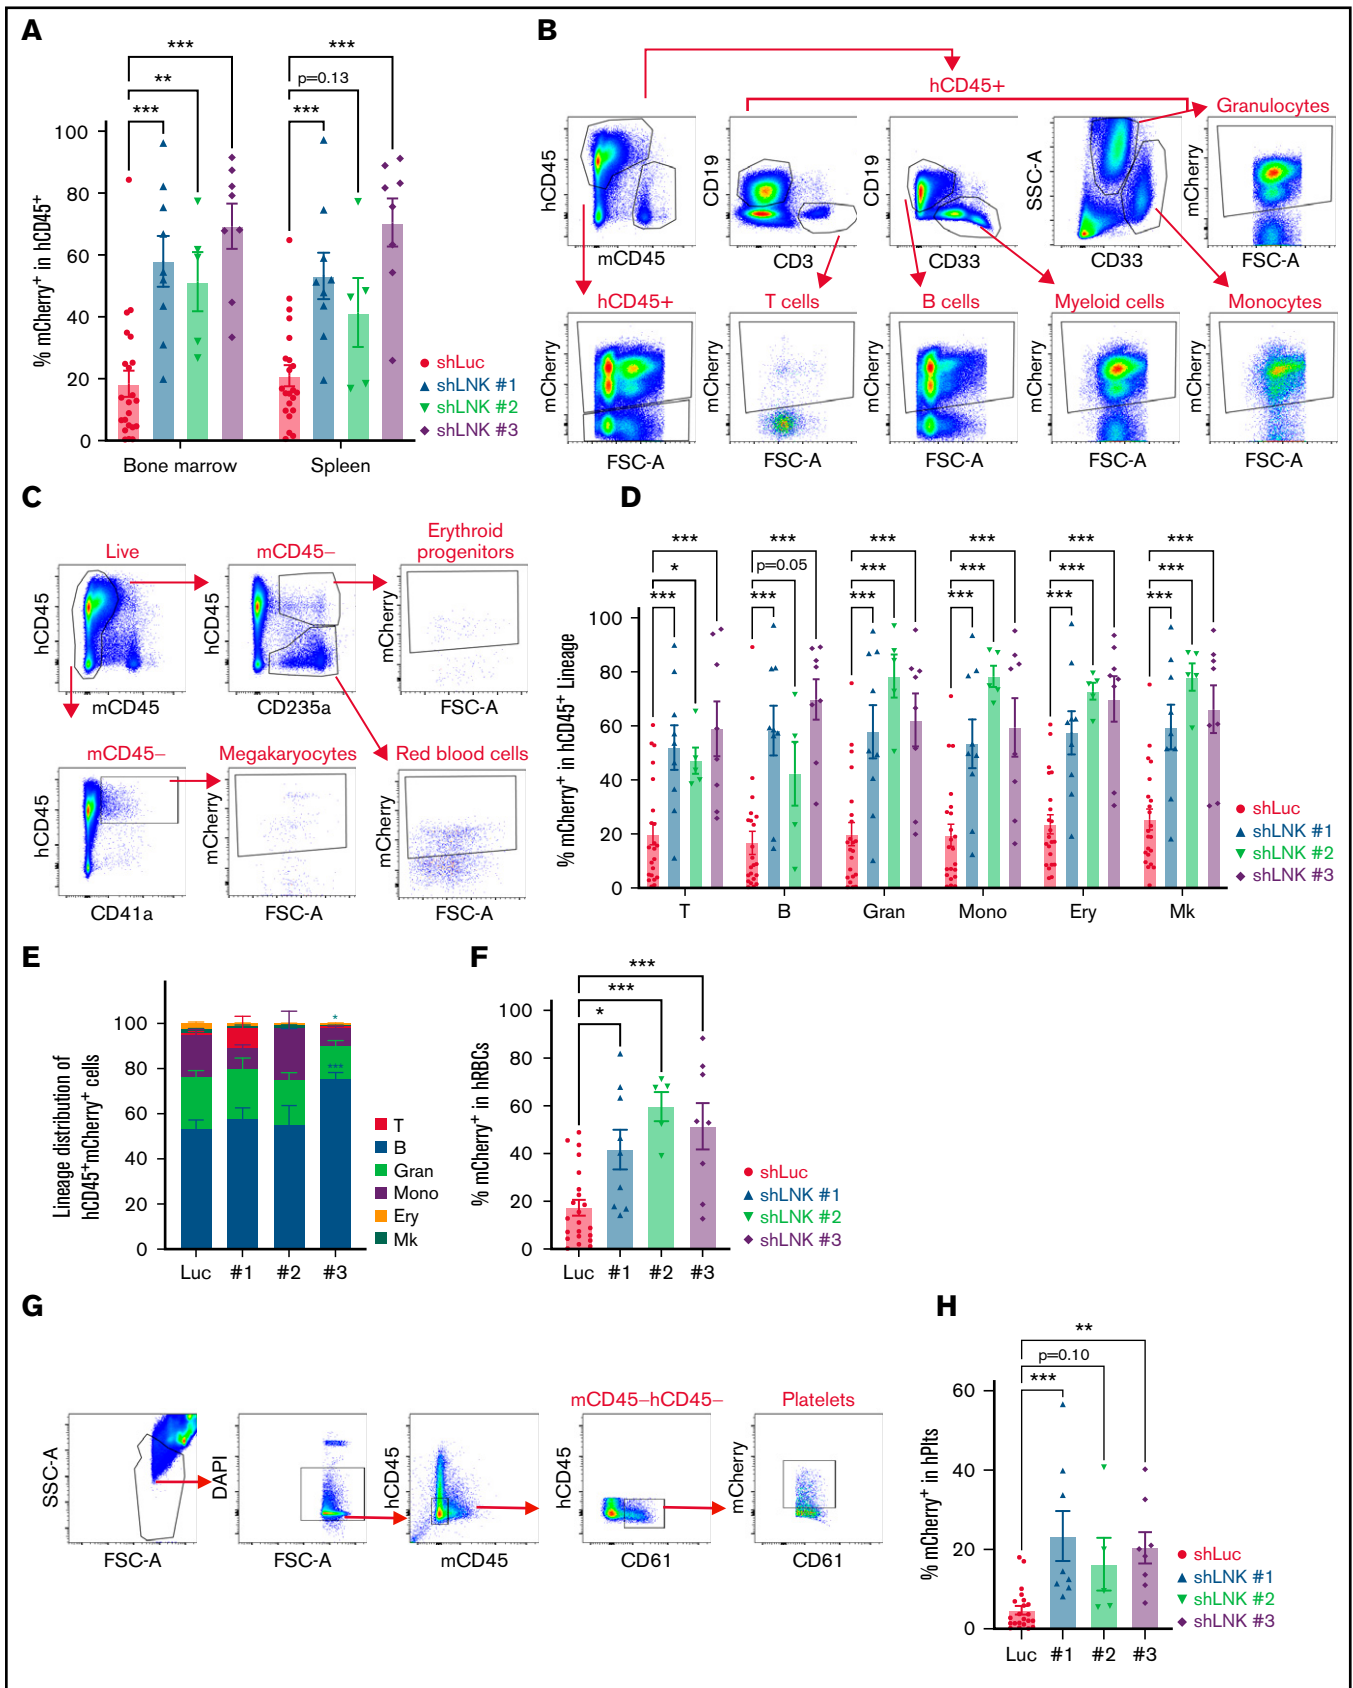 A
% mCherry+ in hCD45+
100
80
60
40
20
0
***
**
***
***
p=0.13
***
Bone marrow
Spleen
shLuc
shLNK #1
shLNK #2
shLNK #3
B
hCD45+
Granulocytes
hCD45
mCD45
CD19
CD3
CD19
CD33
SSC-A
CD33
mCherry
FSC-A
hCD45+
T cells
B cells
Myeloid cells
Monocytes
mCherry
FSC-A
mCherry
FSC-A
mCherry
FSC-A
mCherry
FSC-A
mCherry
FSC-A
C
Live
mCD45–
Erythroid
progenitors
hCD45
mCD45
hCD45
CD235a
mCherry
FSC-A
mCD45–
Megakaryocytes
Red blood cells
hCD45
CD41a
mCherry
FSC-A
mCherry
FSC-A
D
% mCherry+ in hCD45+ Lineage
100
80
60
40
20
0
***
*
***
***
p=0.05
***
***
***
***
***
***
***
***
***
***
***
***
***
T
B
Gran
Mono
Ery
Mk
shLuc
shLNK #1
shLNK #2
shLNK #3
E
Lineage distribution of
hCD45+mCherry+ cells
100
80
60
40
20
0
*
***
Luc
#1
#2
#3
T
B
Gran
Mono
Ery
Mk
F
% mCherry+ in hRBCs
100
80
60
40
20
0
***
***
*
Luc
#1
#2
#3
shLuc
shLNK #1
shLNK #2
shLNK #3
G
mCD45–hCD45–
Platelets
SSC-A
FSC-A
DAPI
FSC-A
hCD45
mCD45
hCD45
CD61
mCherry
CD61
H
% mCherry+ in hPlts
60
40
20
0
**
p=0.10
***
Luc
#1
#2
#3
shLuc
shLNK #1
shLNK #2
shLNK #3